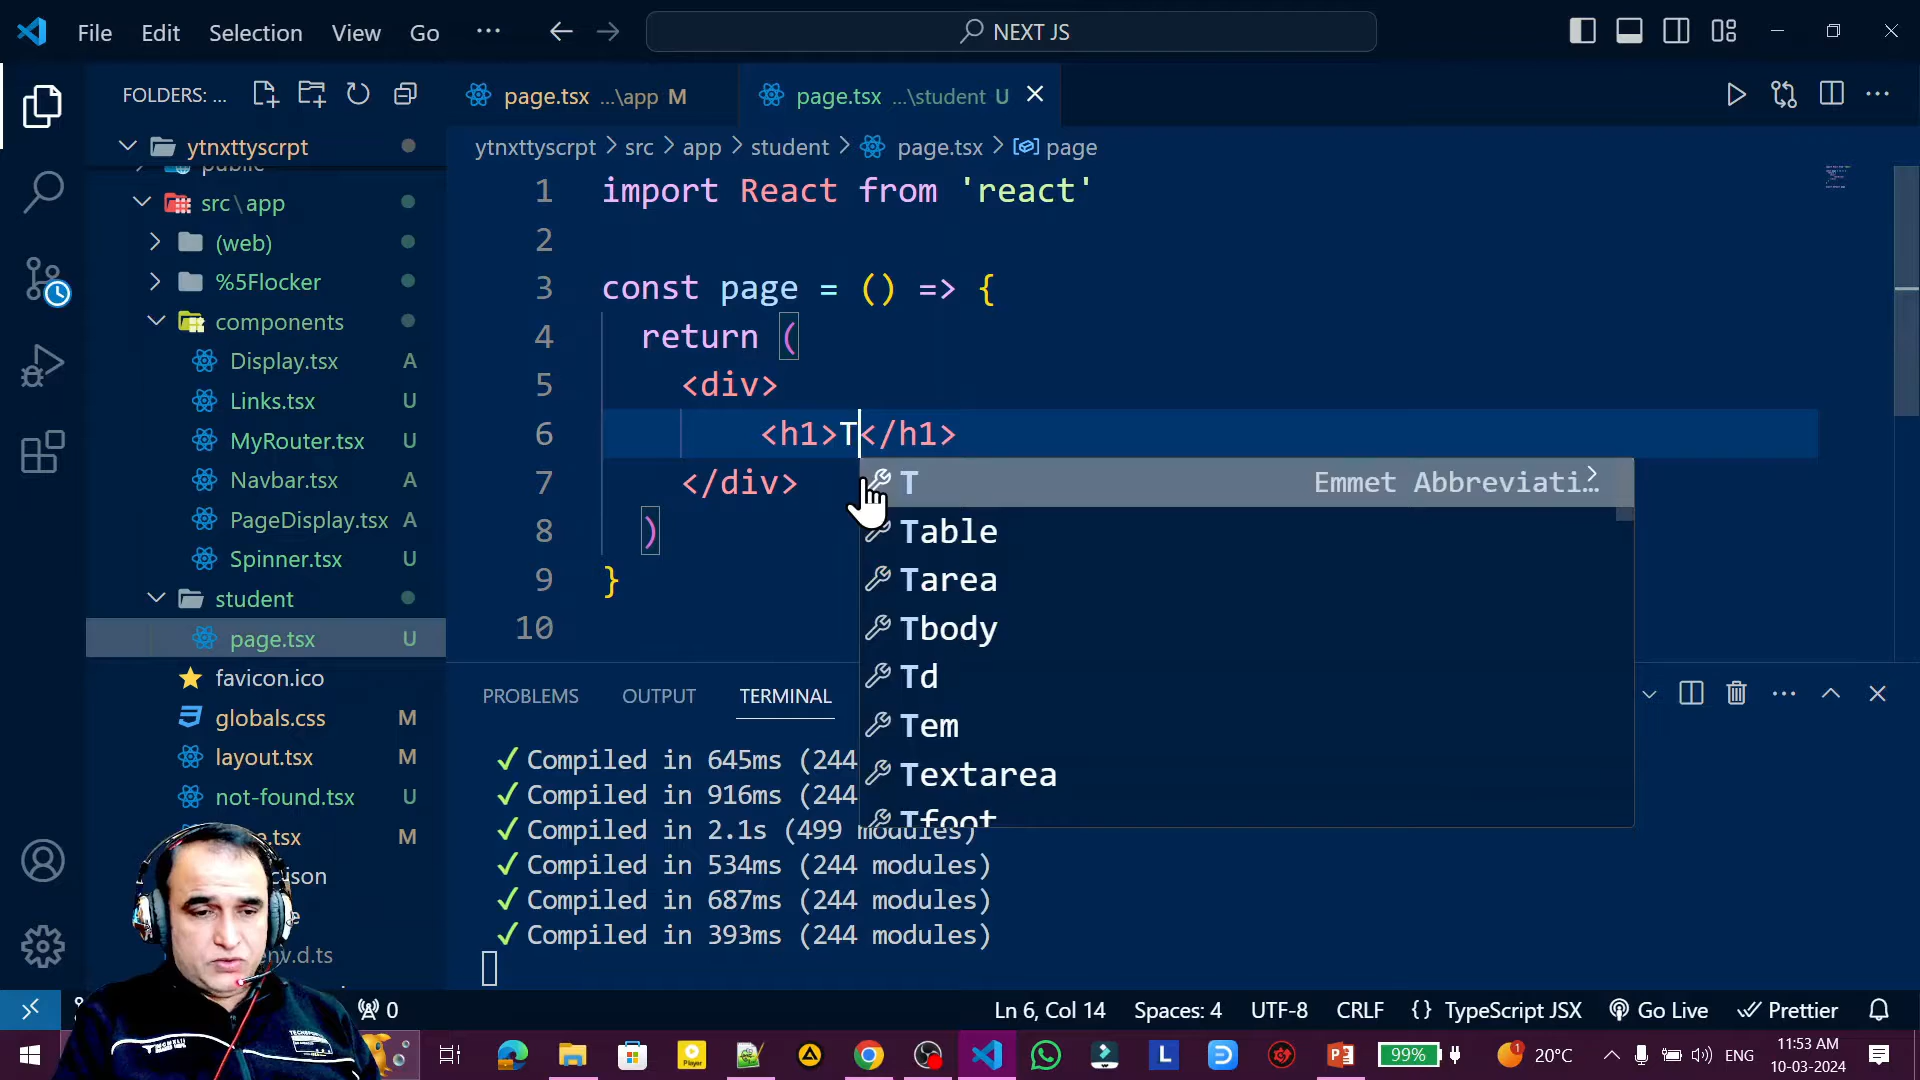 File Edit Selection View Go ··· NEXT JS
FOLDERS: ...
page.tsx ...\app M
page.tsx ...\student U
ytnxttyscrpt
ytnxttyscrpt > src > app > student > page.tsx > page
public
src\app
(web)
%5Flocker
components
Display.tsx A
Links.tsx U
MyRouter.tsx U
Navbar.tsx A
PageDisplay.tsx A
Spinner.tsx U
student
page.tsx U
favicon.ico
globals.css M
layout.tsx M
not-found.tsx U
.tsx M
1 import React from 'react'
2
3 const page = () => {
4 return (
5 <div>
6 <h1>T</h1>
7 </div>
8 )
9 }
10
T Emmet Abbreviati...
Table
Tarea
Tbody
Td
Tem
Textarea
Tfoot
PROBLEMS OUTPUT TERMINAL
✓ Compiled in 645ms (244
✓ Compiled in 916ms (244
✓ Compiled in 2.1s (499 modules)
✓ Compiled in 534ms (244 modules)
✓ Compiled in 687ms (244 modules)
✓ Compiled in 393ms (244 modules)
0
Ln 6, Col 14 Spaces: 4 UTF-8 CRLF {} TypeScript JSX Go Live Prettier
99% 1 20°C ENG 11:53 AM
10-03-2024